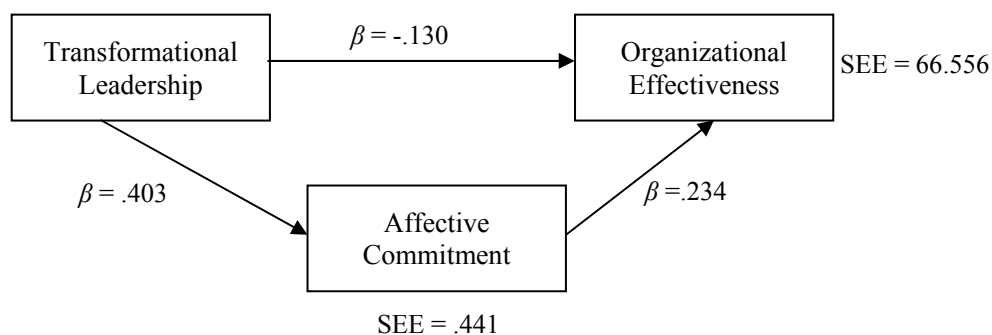 Transformational
Leadership
β = -.130
Organizational
Effectiveness
SEE = 66.556
β = .403
Affective
Commitment
β =.234
SEE = .441